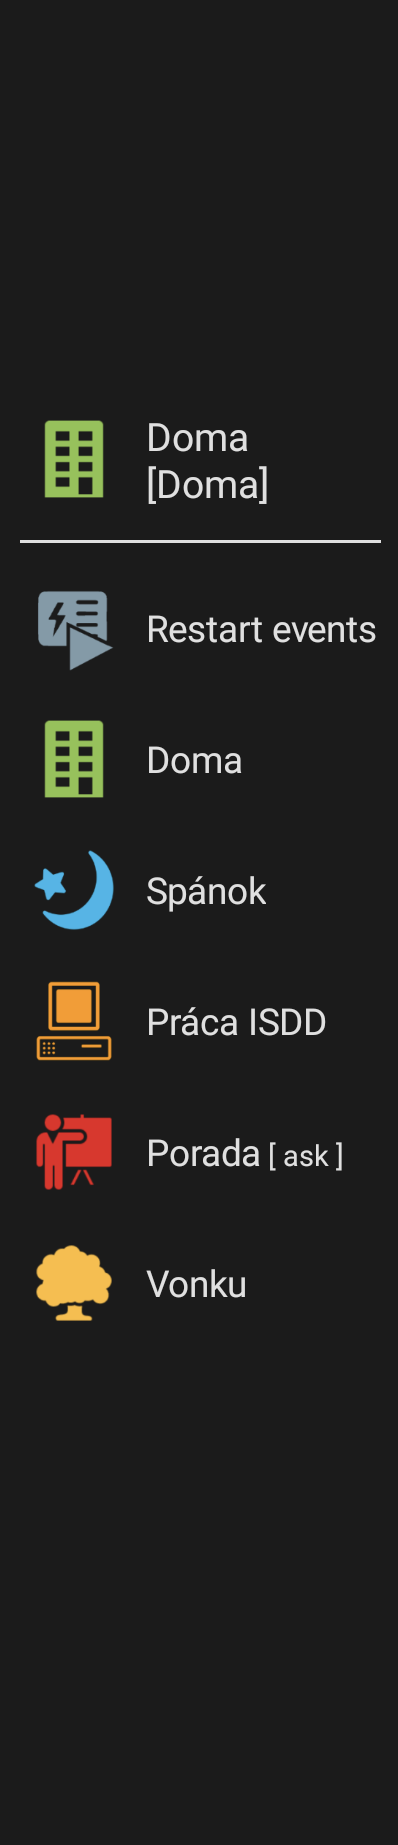 Doma
[Doma]
Restart events
Doma
Spánok
Práca ISDD
Porada [ ask ]
Vonku